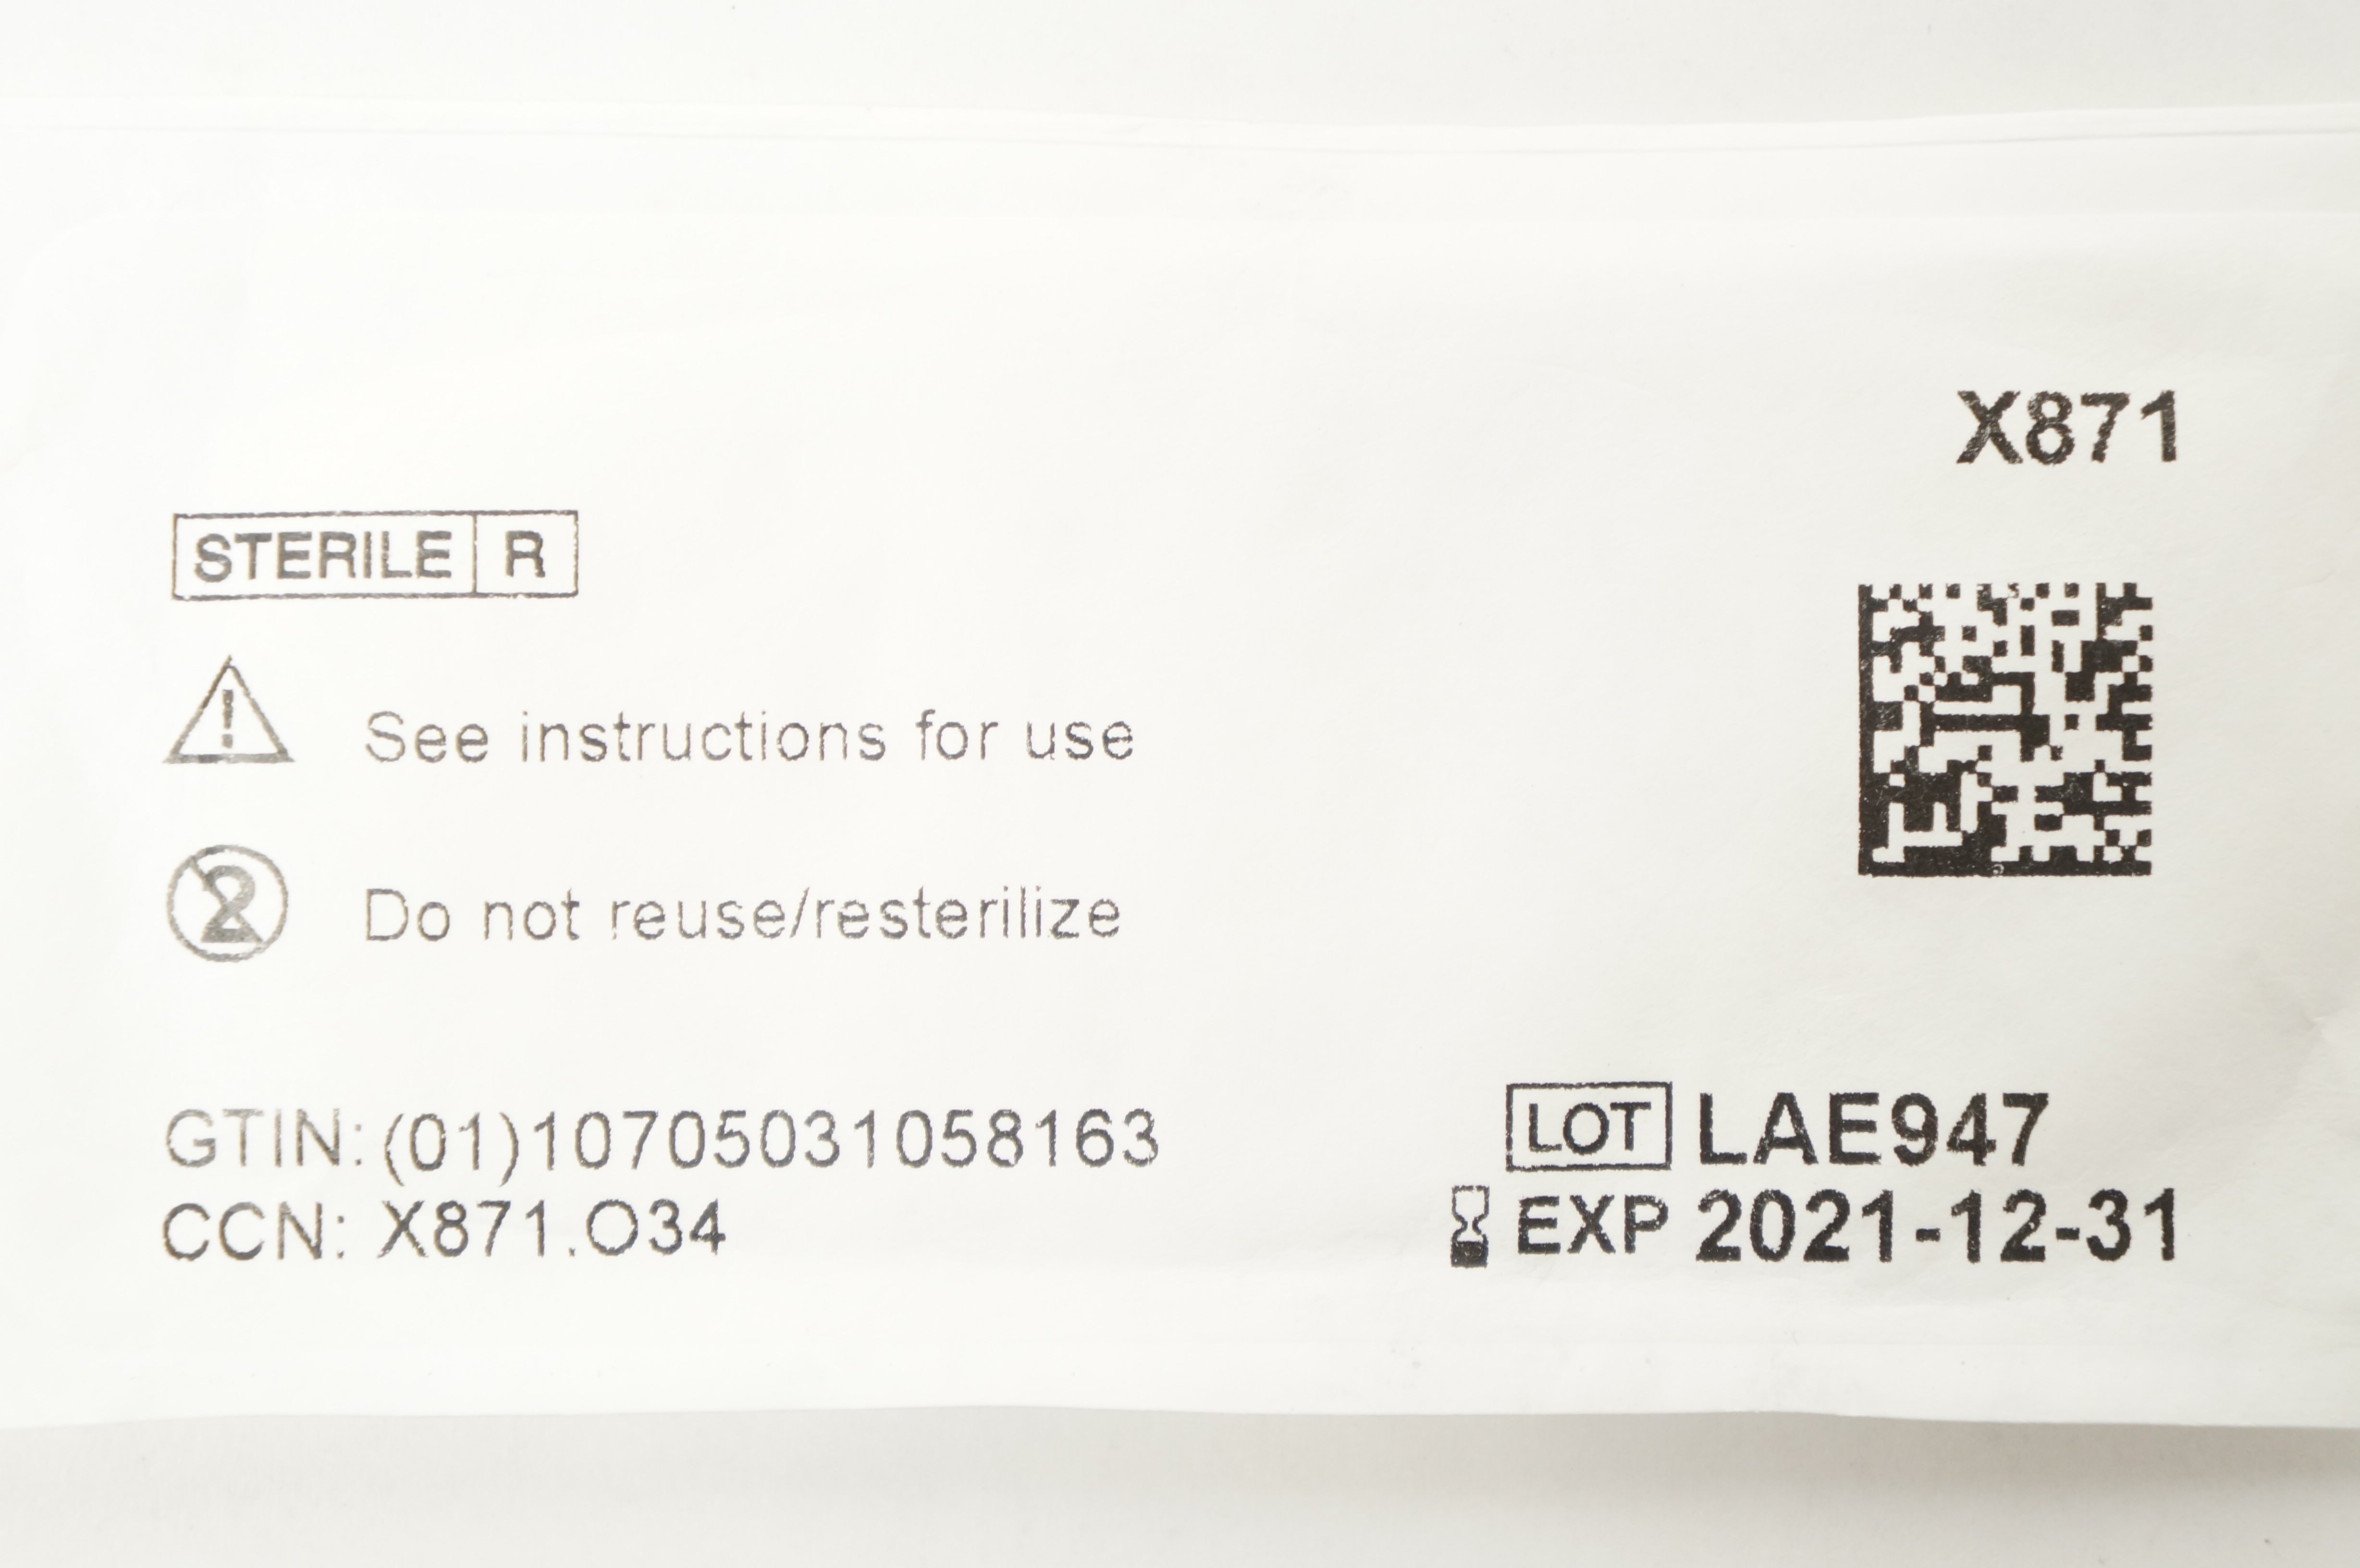 X871
STERILE R
See instructions for use
2 Do not reuse/resterilize
GTIN: (01)10705031058163
CCN: X871.O34
LOT LAE947
EXP 2021-12-31